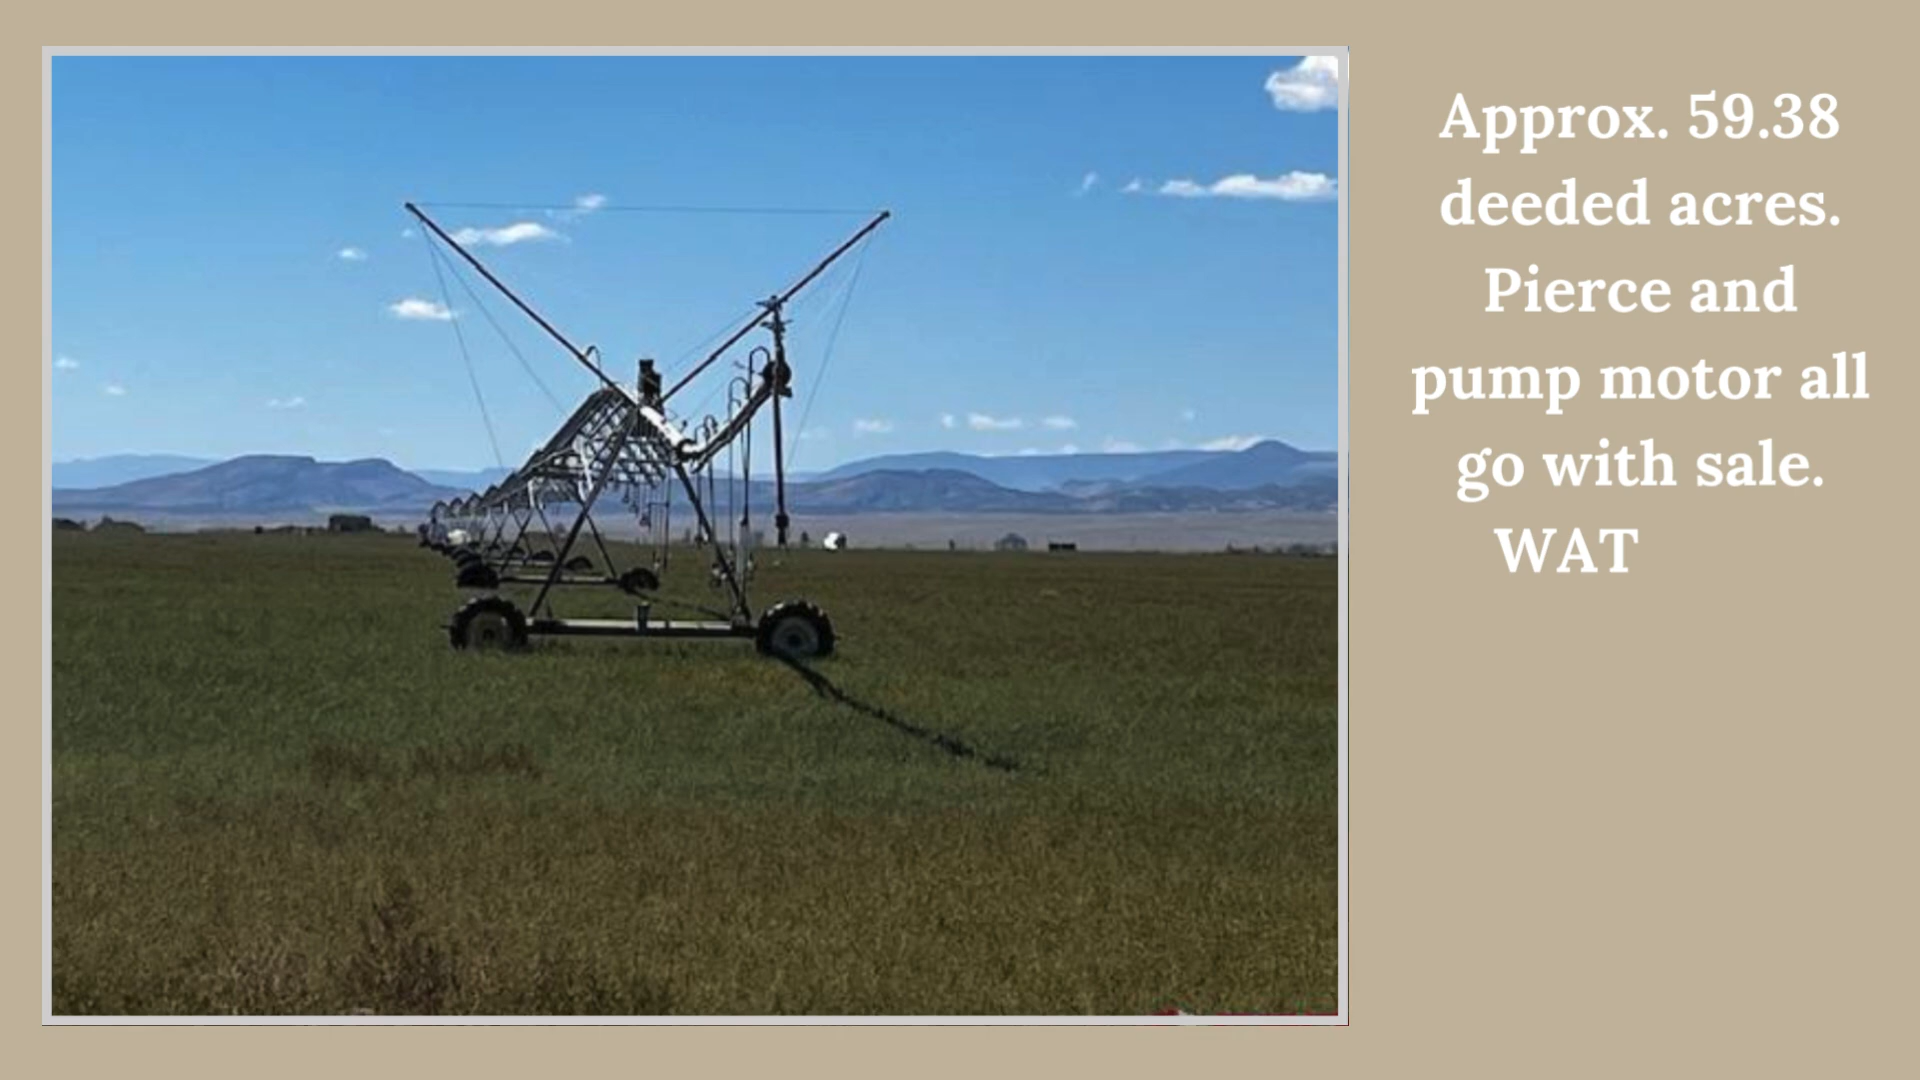 Approx. 59.38
deeded acres.
Pierce and
pump motor all
go with sale.
WAT